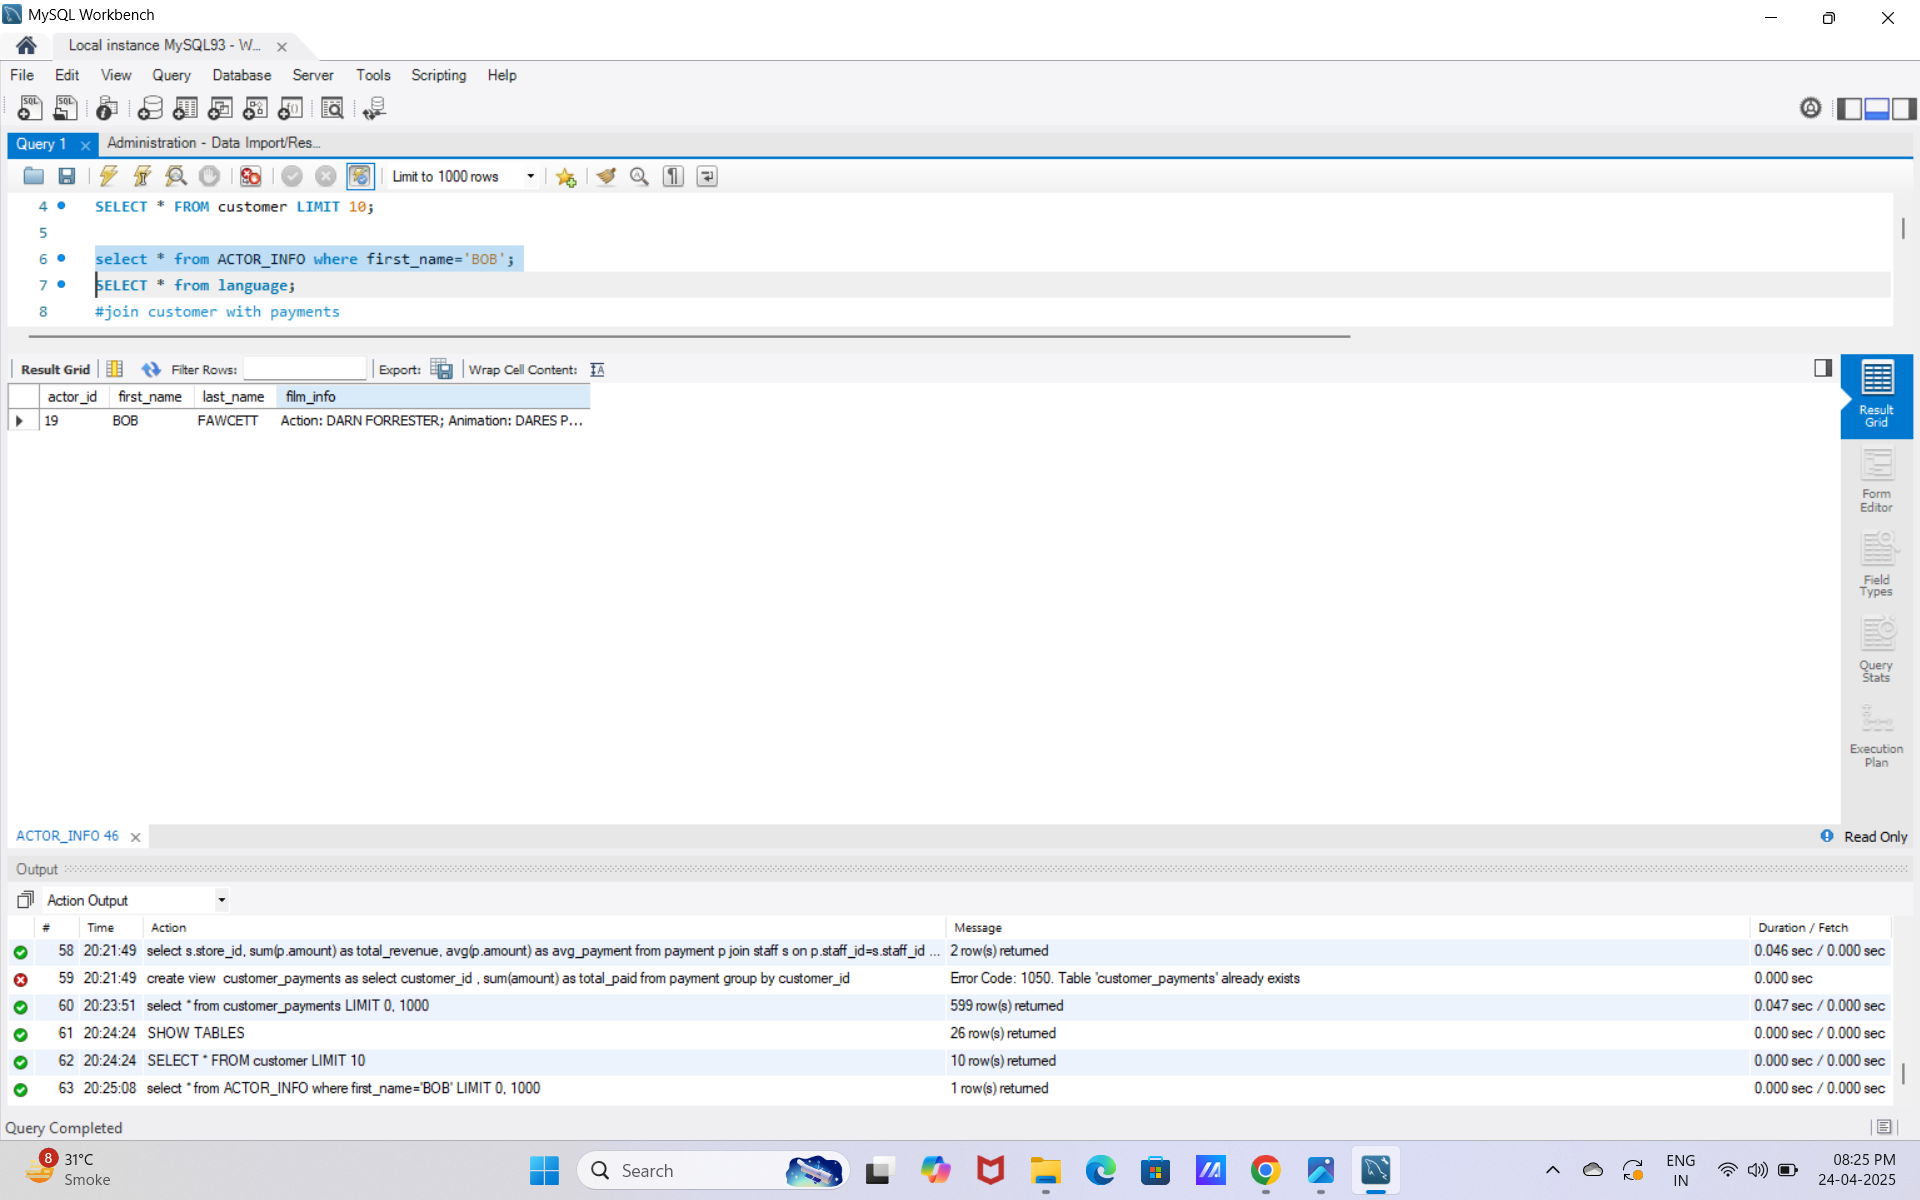 MySQL Workbench
Local instance MySQL93 - W...
File Edit View Query Database Server Tools Scripting Help
Query 1 Administration - Data Import/Res...
Limit to 1000 rows
4 SELECT * FROM customer LIMIT 10;
5
6 select * from ACTOR_INFO where first_name='BOB';
7 SELECT * from language;
8 #join customer with payments
Result Grid Filter Rows: Export: Wrap Cell Content:
actor_id first_name last_name film_info
19 BOB FAWCETT Action: DARN FORRESTER; Animation: DARES P...
Result
Grid
Form
Editor
Field
Types
Query
Stats
Execution
Plan
ACTOR_INFO 46 Read Only
Output
Action Output
# Time Action Message Duration / Fetch
58 20:21:49 select s.store_id, sum(p.amount) as total_revenue, avg(p.amount) as avg_payment from payment p join staff s on p.staff_id=s.staff_id ... 2 row(s) returned 0.046 sec / 0.000 sec
59 20:21:49 create view customer_payments as select customer_id , sum(amount) as total_paid from payment group by customer_id Error Code: 1050. Table 'customer_payments' already exists 0.000 sec
60 20:23:51 select * from customer_payments LIMIT 0, 1000 599 row(s) returned 0.047 sec / 0.000 sec
61 20:24:24 SHOW TABLES 26 row(s) returned 0.000 sec / 0.000 sec
62 20:24:24 SELECT * FROM customer LIMIT 10 10 row(s) returned 0.000 sec / 0.000 sec
63 20:25:08 select * from ACTOR_INFO where first_name='BOB' LIMIT 0, 1000 1 row(s) returned 0.000 sec / 0.000 sec
Query Completed
8 31°C
Smoke
Search
ENG
IN
08:25 PM
24-04-2025